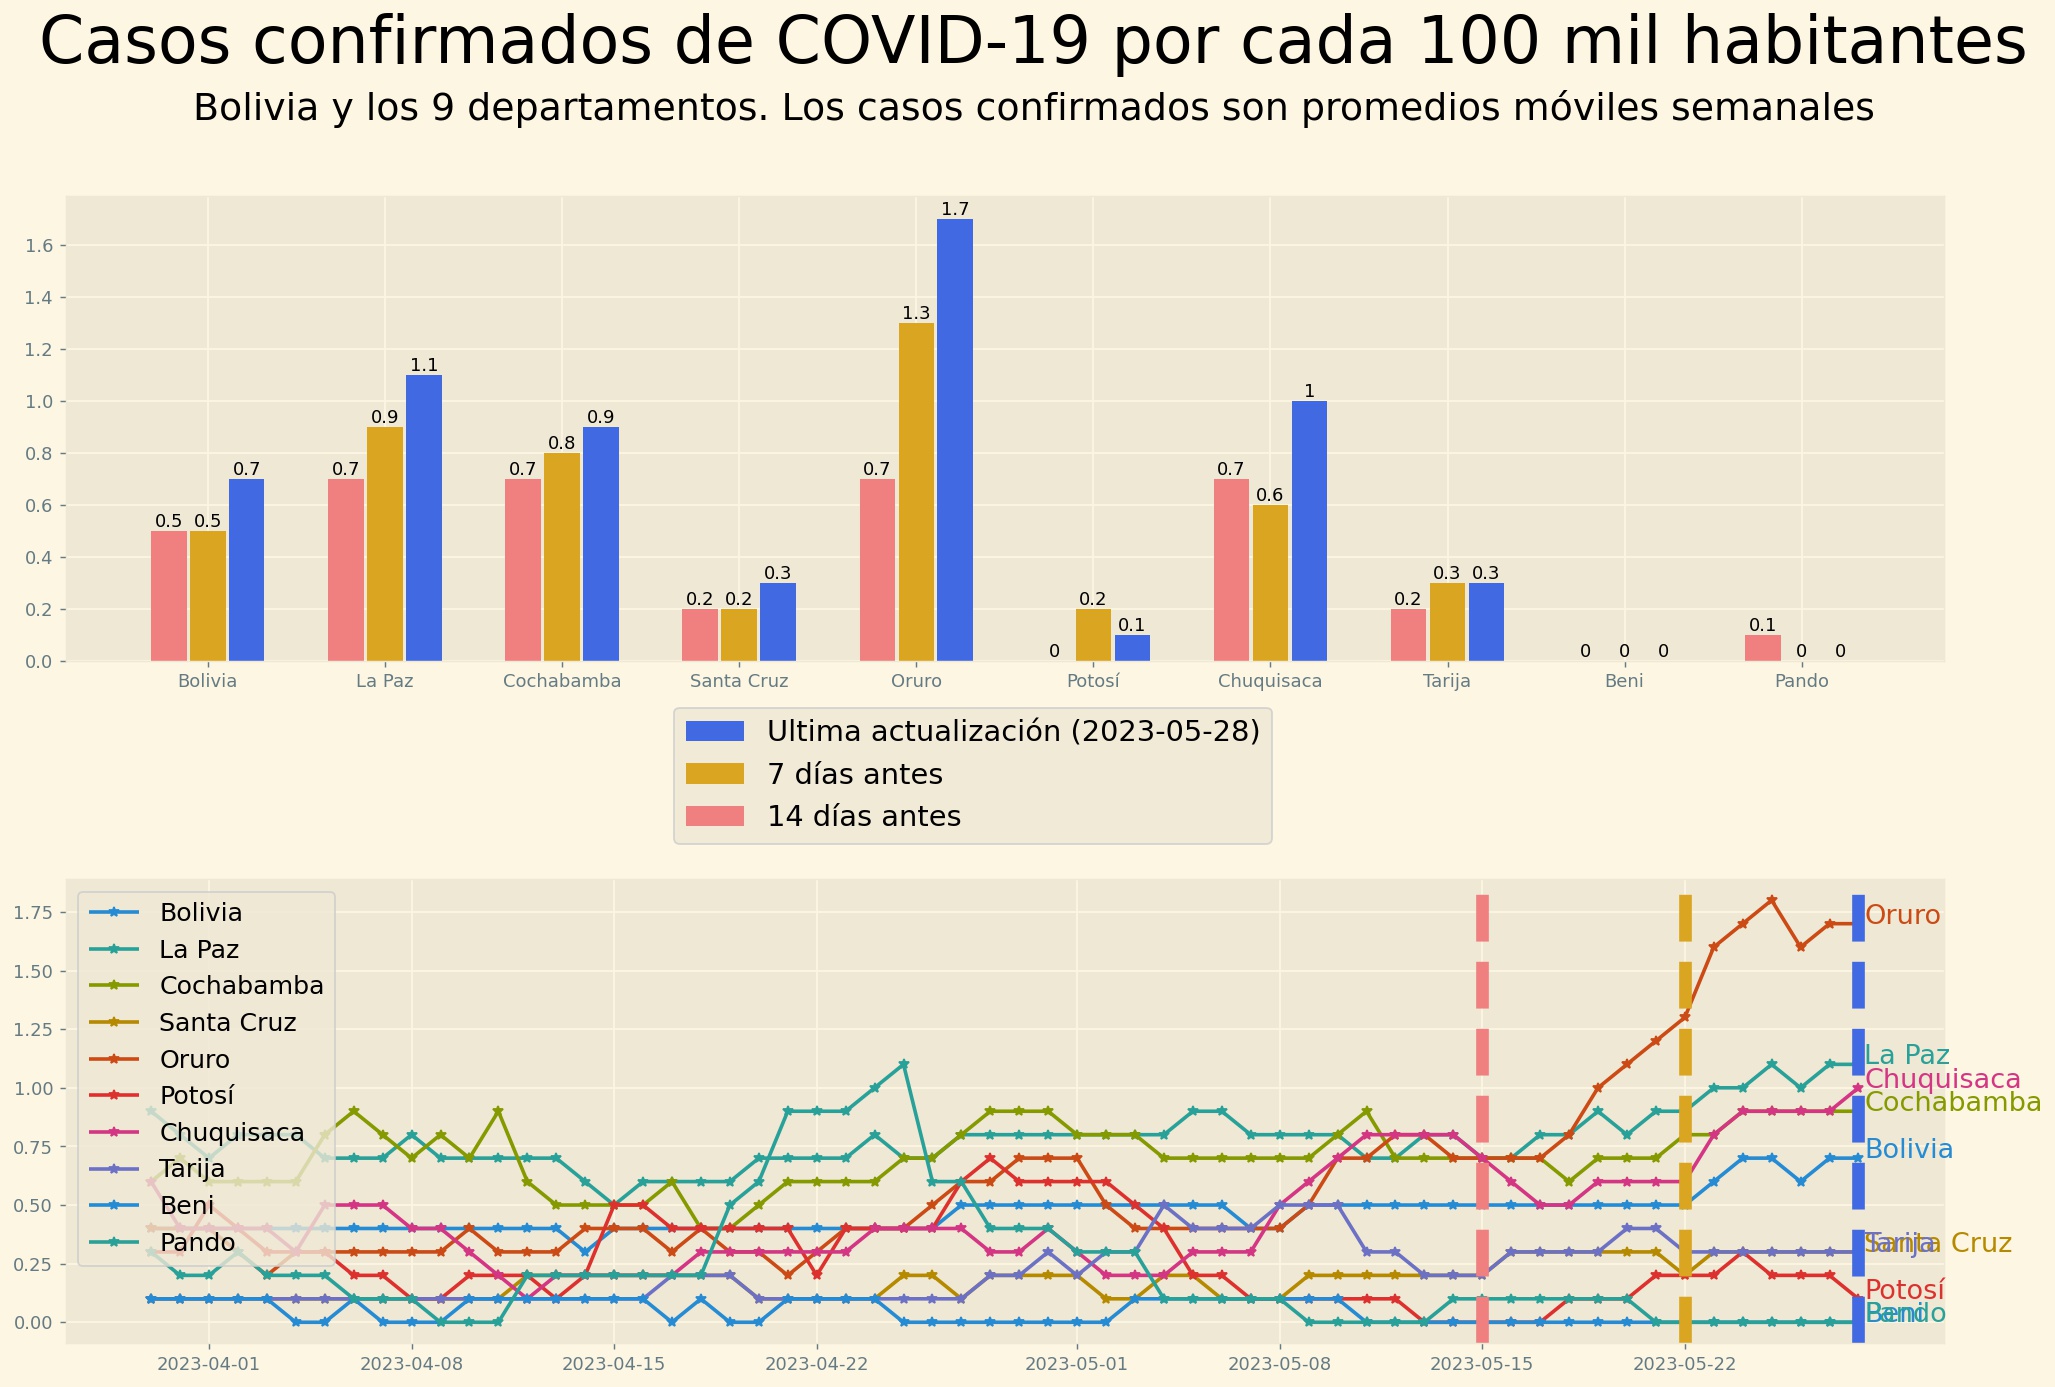 Casos confirmados de COVID-19 por cada 100 mil habitantes
Bolivia y los 9 departamentos. Los casos confirmados son promedios móviles semanales
1.7
1.6
1.4
1.3
1.2
1.1
1.0
1
0.9
0.9
0.8
0.8
0.7
0.7
0.7
0.7
0.7
0.6
0.6
0.5
0.5
0.4
0.3
0.3
0.3
0.2
0.2
0.2
0.2
0.2
0.1
0.1
0.0
0
0
0
0
0
0
Bolivia La Paz Cochabamba Santa Cruz Oruro Potosí Chuquisaca Tarija Beni Pando
Ultima actualización (2023-05-28)
7 días antes
14 días antes
1.75
1.50
1.25
1.00
0.75
0.50
0.25
0.00
Bolivia
La Paz
Cochabamba
Santa Cruz
Oruro
Potosí
Chuquisaca
Tarija
Beni
Pando
Oruro
La Paz
Chuquisaca
Cochabamba
Bolivia
Santa Cruz
Tarija
Potosí
Beni
Pando
2023-04-01 2023-04-08 2023-04-15 2023-04-22 2023-05-01 2023-05-08 2023-05-15 2023-05-22